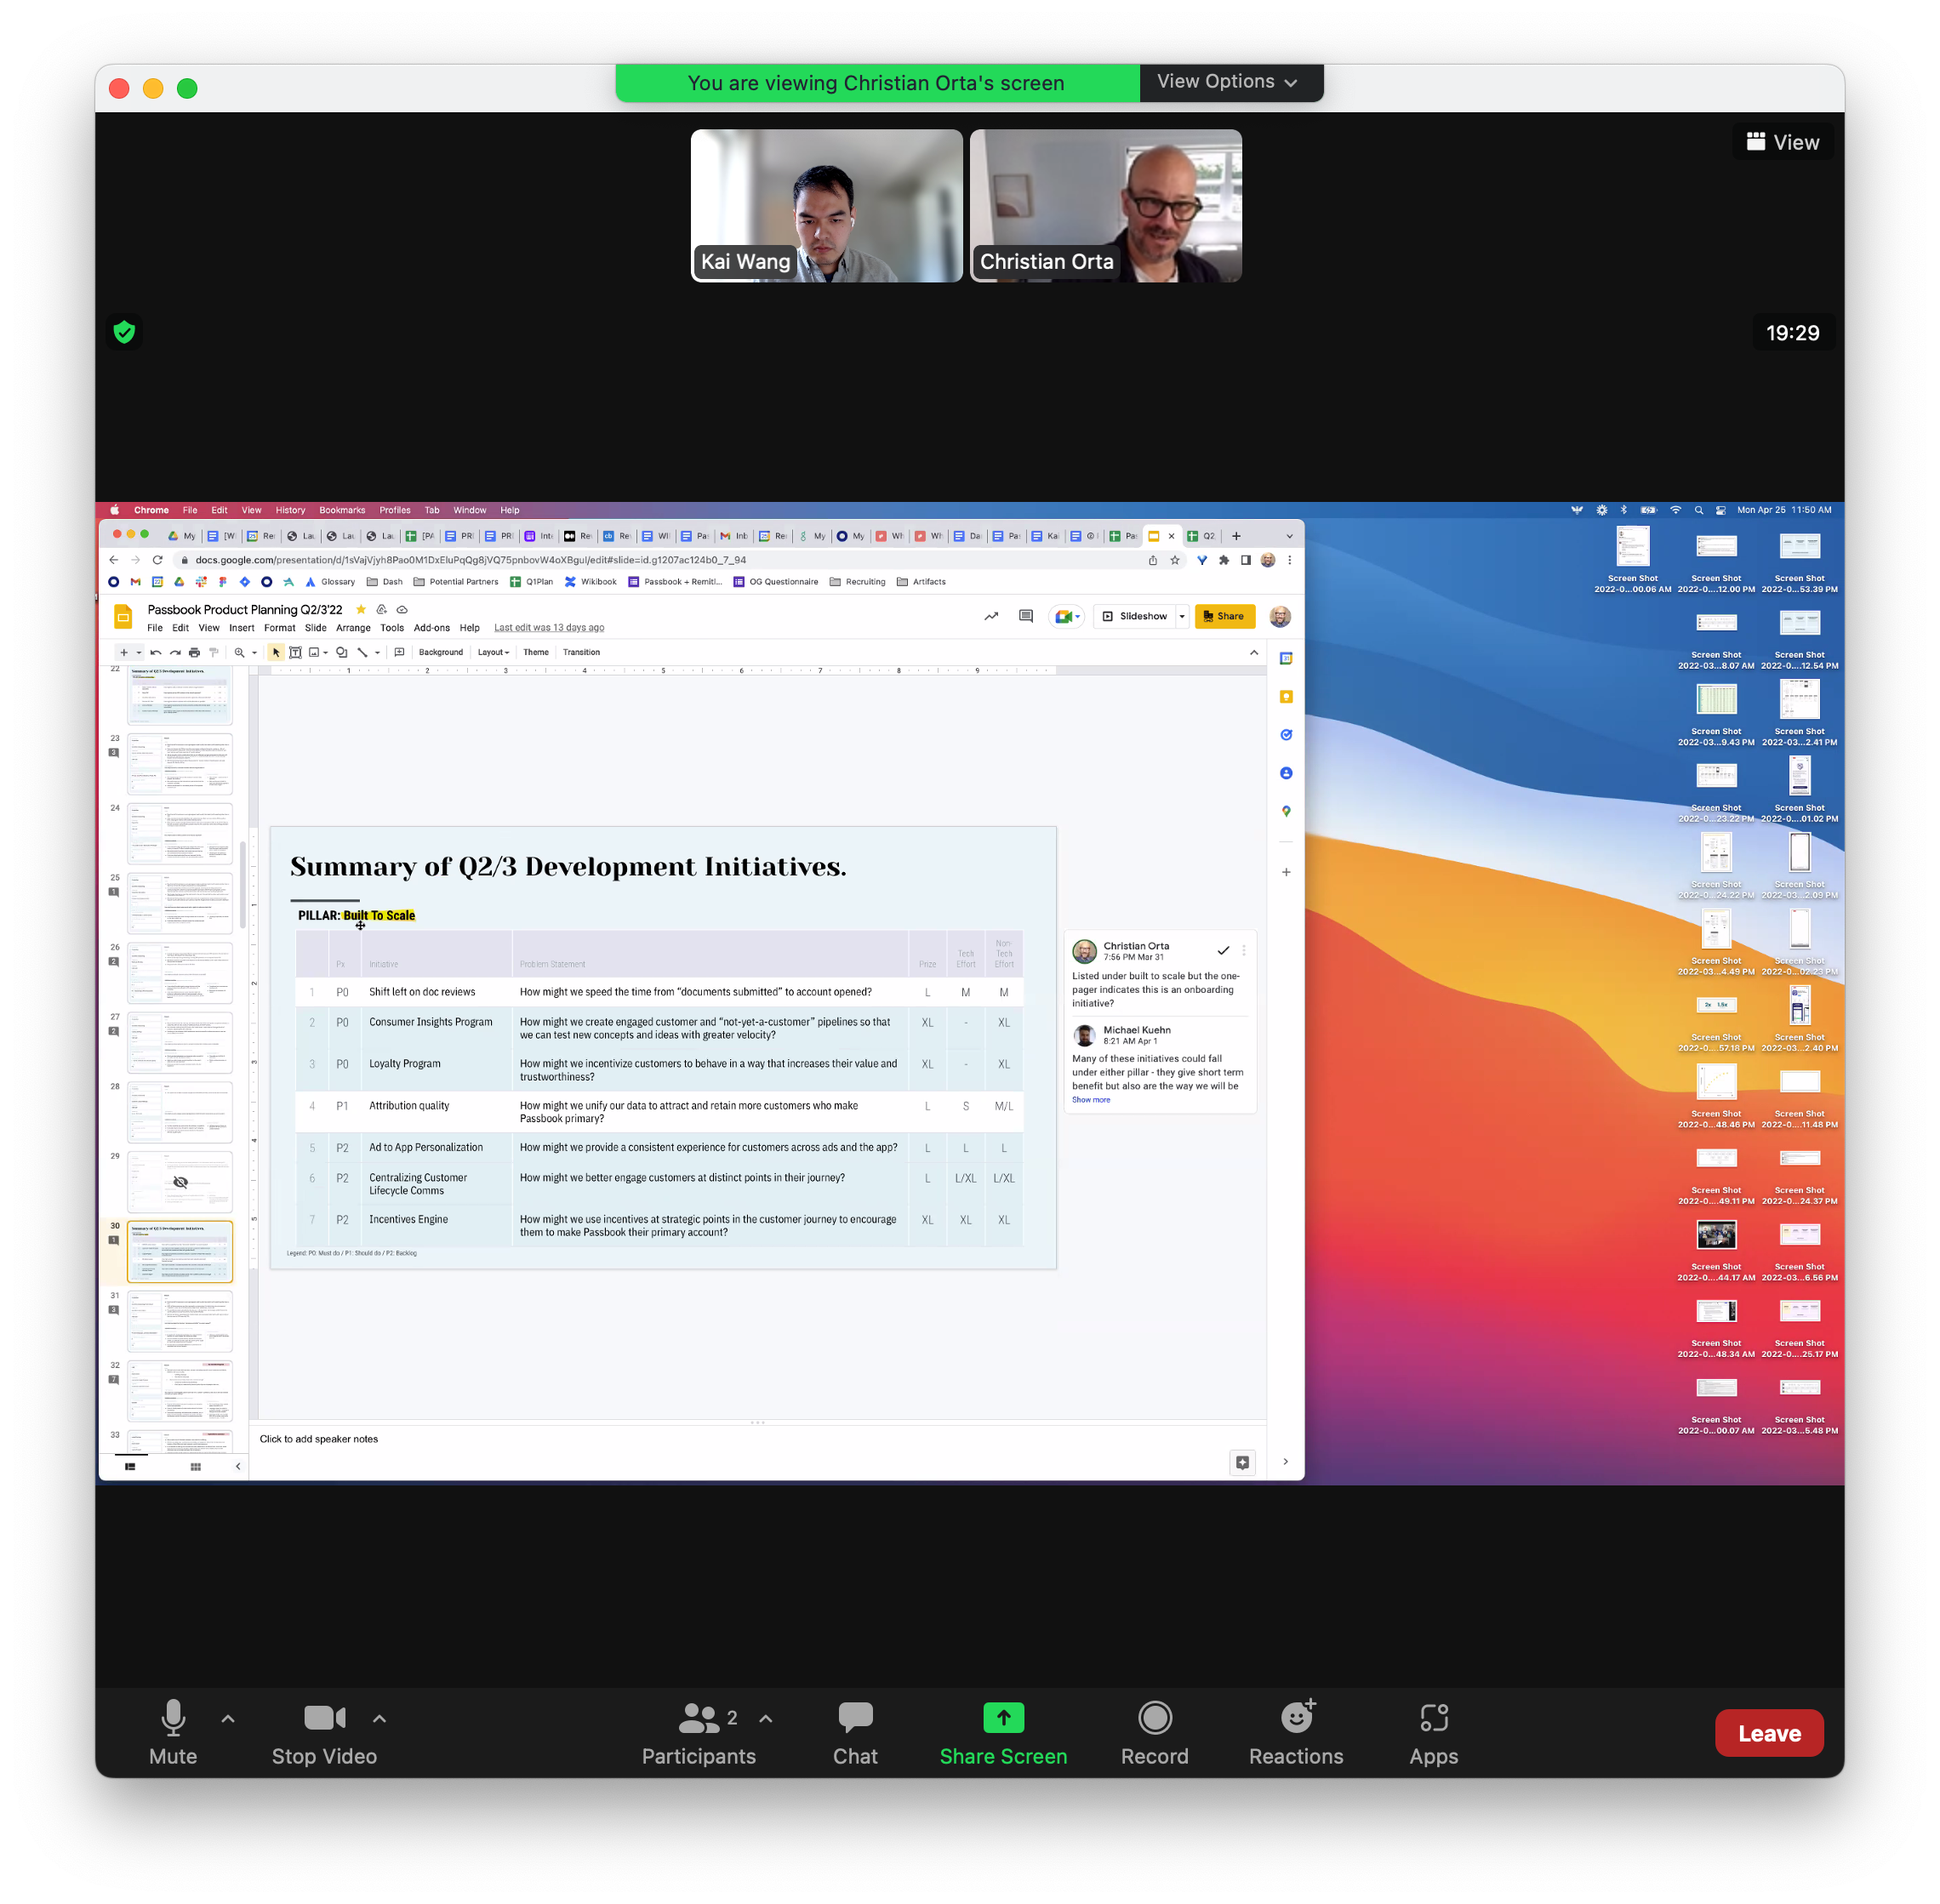 You are viewing Christian Orta's screen
View Options
View
Kai Wang
Christian Orta
19:29
Chrome File Edit View History Bookmarks Profiles Tab Window Help
Mon Apr 25 11:50 AM
docs.google.com/presentation/d/1sVajVjyh8Pao0M1DxEluPqQg8jVQ75pnbovW4oXBgul/edit#slide=id.g1207ac124b0_7_94
Glossary Dash Potential Partners Q1Plan Wikibook Passbook + Remitl... OG Questionnaire Recruiting Artifacts
Passbook Product Planning Q2/3'22
File Edit View Insert Format Slide Arrange Tools Add-ons Help Last edit was 13 days ago
Slideshow
Share
Background Layout Theme Transition
22
23
3
24
25
1
26
2
27
2
28
29
30
1
31
3
32
7
33
Summary of Q2/3 Development Initiatives.
PILLAR: Built To Scale
Px Initiative Problem Statement Prize Tech Effort Non-Tech Effort
1 P0 Shift left on doc reviews How might we speed the time from “documents submitted” to account opened? L M M
2 P0 Consumer Insights Program How might we create engaged customer and “not-yet-a-customer” pipelines so that we can test new concepts and ideas with greater velocity? XL - XL
3 P0 Loyalty Program How might we incentivize customers to behave in a way that increases their value and trustworthiness? XL - XL
4 P1 Attribution quality How might we unify our data to attract and retain more customers who make Passbook primary? L S M/L
5 P2 Ad to App Personalization How might we provide a consistent experience for customers across ads and the app? L L L
6 P2 Centralizing Customer Lifecycle Comms How might we better engage customers at distinct points in their journey? L L/XL L/XL
7 P2 Incentives Engine How might we use incentives at strategic points in the customer journey to encourage them to make Passbook their primary account? XL XL XL
Legend: P0: Must do / P1: Should do / P2: Backlog
Christian Orta
7:56 PM Mar 31
Listed under built to scale but the one-
pager indicates this is an onboarding
initiative?
Michael Kuehn
8:21 AM Apr 1
Many of these initiatives could fall
under either pillar - they give short term
benefit but also are the way we will be
Show more
Click to add speaker notes
Screen Shot Screen Shot Screen Shot
2022-0...00.06 AM 2022-0...12.00 PM 2022-0...53.39 PM
Screen Shot Screen Shot
2022-03...8.07 AM 2022-0....12.54 PM
Screen Shot Screen Shot
2022-03...9.43 PM 2022-03...2.41 PM
Screen Shot Screen Shot
2022-0...23.22 PM 2022-0....01.02 PM
Screen Shot Screen Shot
2022-0...24.22 PM 2022-03...2.09 PM
Screen Shot Screen Shot
2022-03...4.49 PM 2022-0...02:23 PM
Screen Shot Screen Shot
2022-0....57.18 PM 2022-03...2.40 PM
Screen Shot Screen Shot
2022-0...48.46 PM 2022-0....11.48 PM
Screen Shot Screen Shot
2022-0....49.11 PM 2022-0...24.37 PM
Screen Shot Screen Shot
2022-0....44.17 AM 2022-03...6.56 PM
Screen Shot Screen Shot
2022-0...48.34 AM 2022-0....25.17 PM
Screen Shot Screen Shot
2022-0...00.07 AM 2022-03...5.48 PM
Mute
Stop Video
Participants 2
Chat
Share Screen
Record
Reactions
Apps
Leave